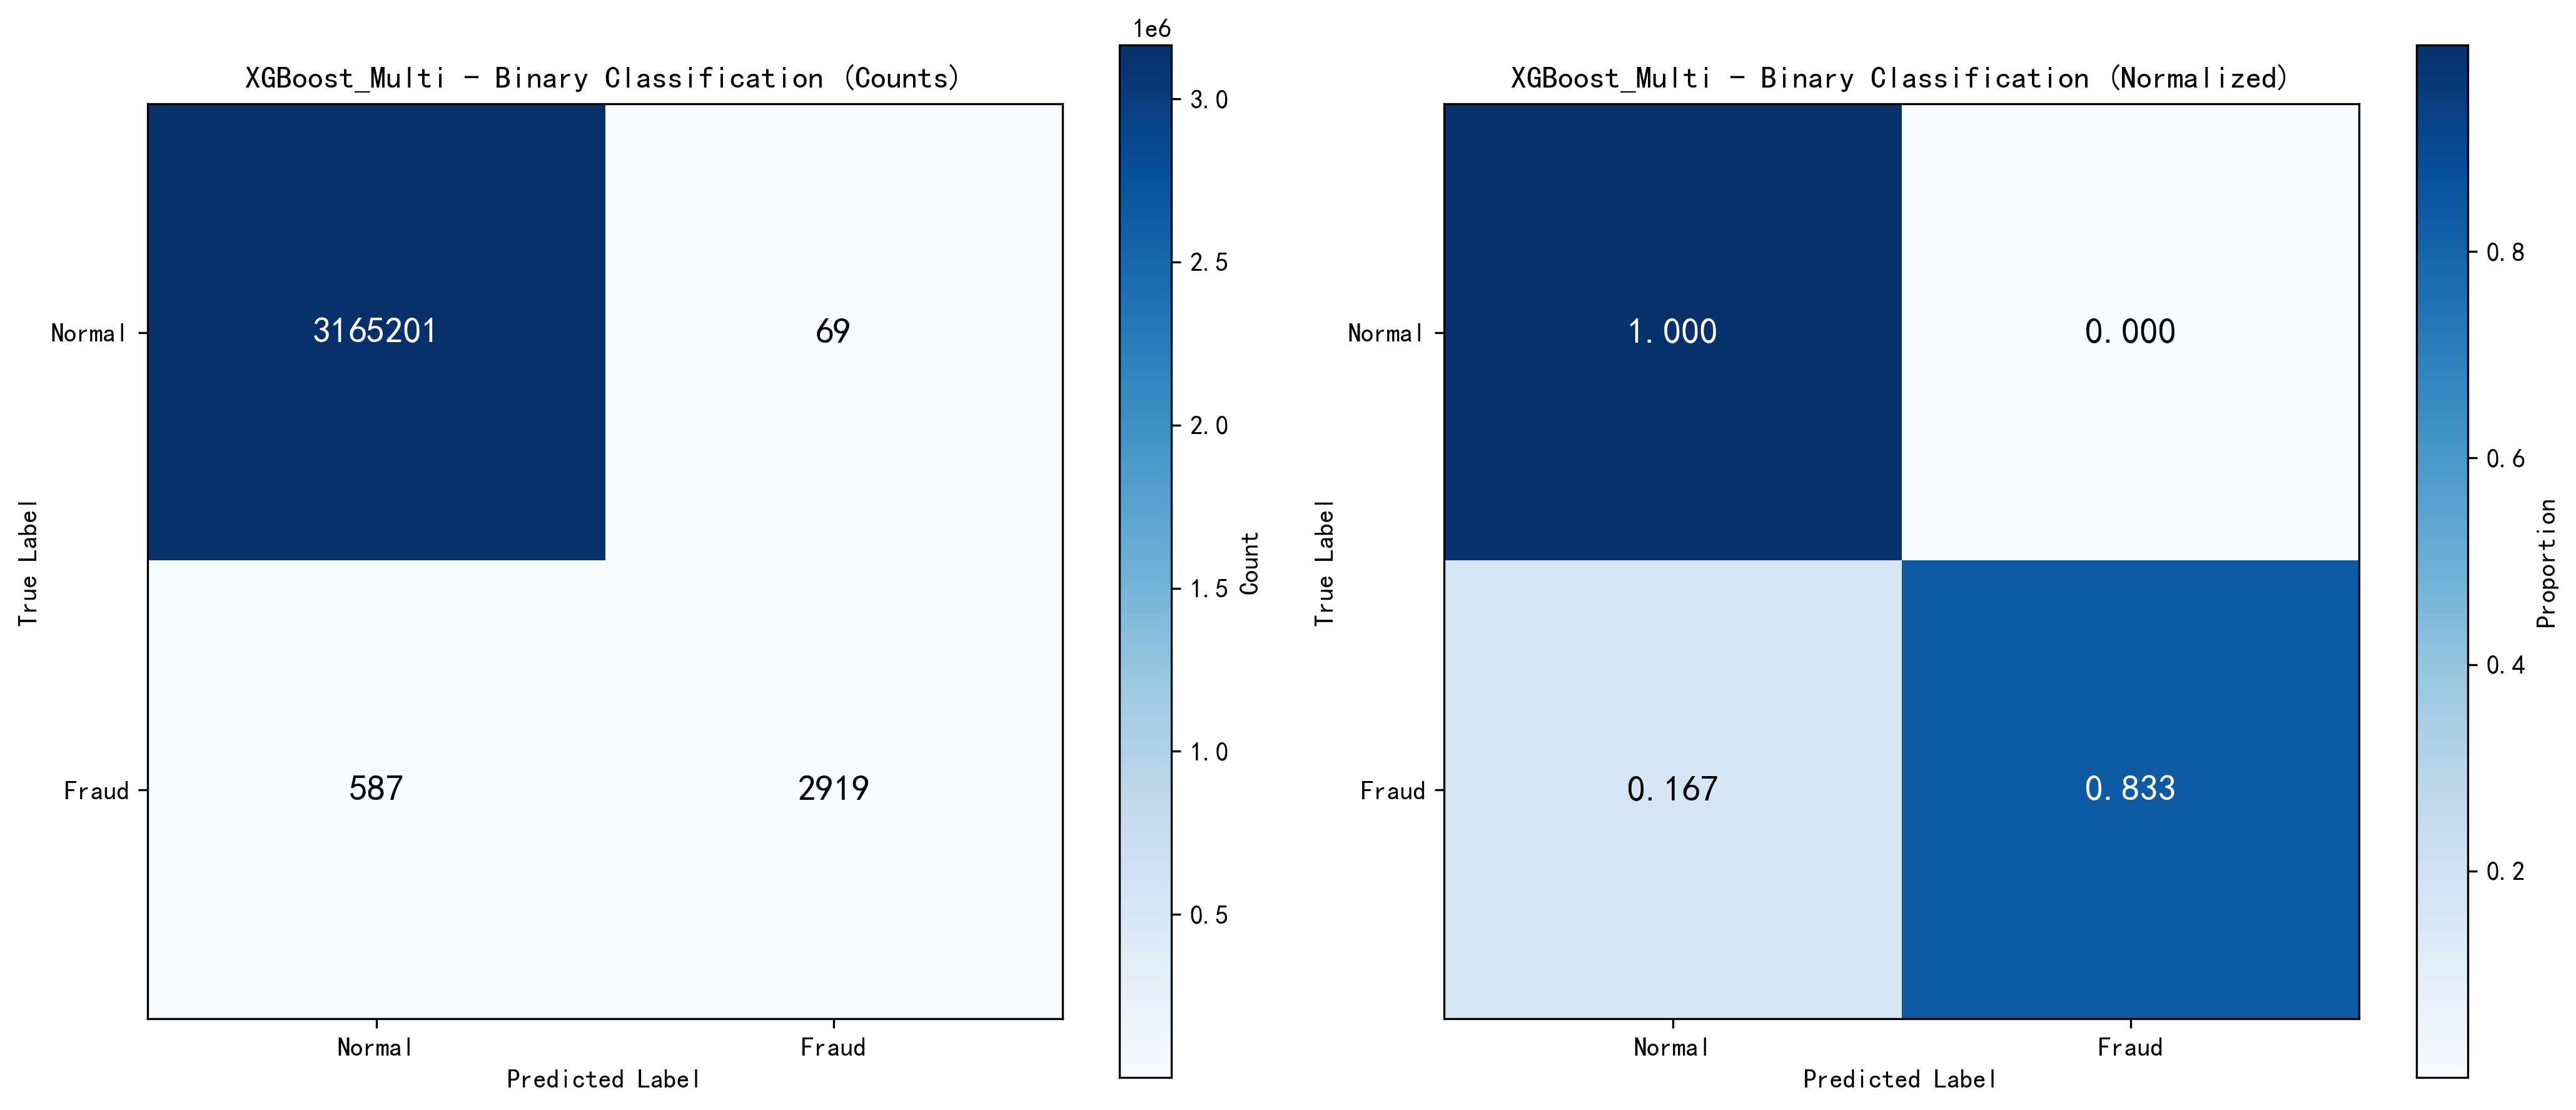 XGBoost_Multi - Binary Classification (Counts)
Normal
Fraud
True Label
3165201
69
587
2919
Normal
Fraud
Predicted Label
1e6
3.0
2.5
2.0
1.5
1.0
0.5
Count
XGBoost_Multi - Binary Classification (Normalized)
Normal
Fraud
True Label
1.000
0.000
0.167
0.833
Normal
Fraud
Predicted Label
0.8
0.6
0.4
0.2
Proportion